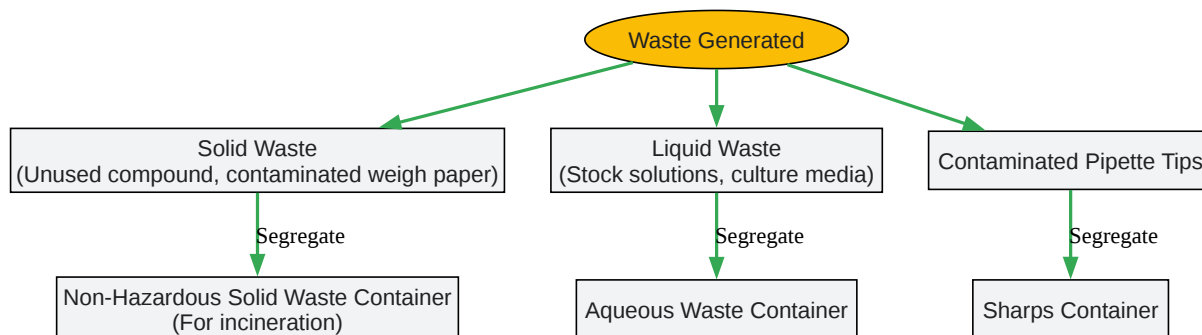 Waste Generated
Solid Waste
(Unused compound, contaminated weigh paper)
Liquid Waste
(Stock solutions, culture media)
Contaminated Pipette Tips
Segregate
Segregate
Segregate
Non-Hazardous Solid Waste Container
(For incineration)
Aqueous Waste Container
Sharps Container